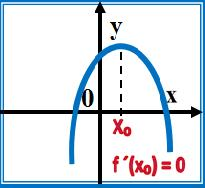 y
0
x
X₀
f´(x₀) = 0